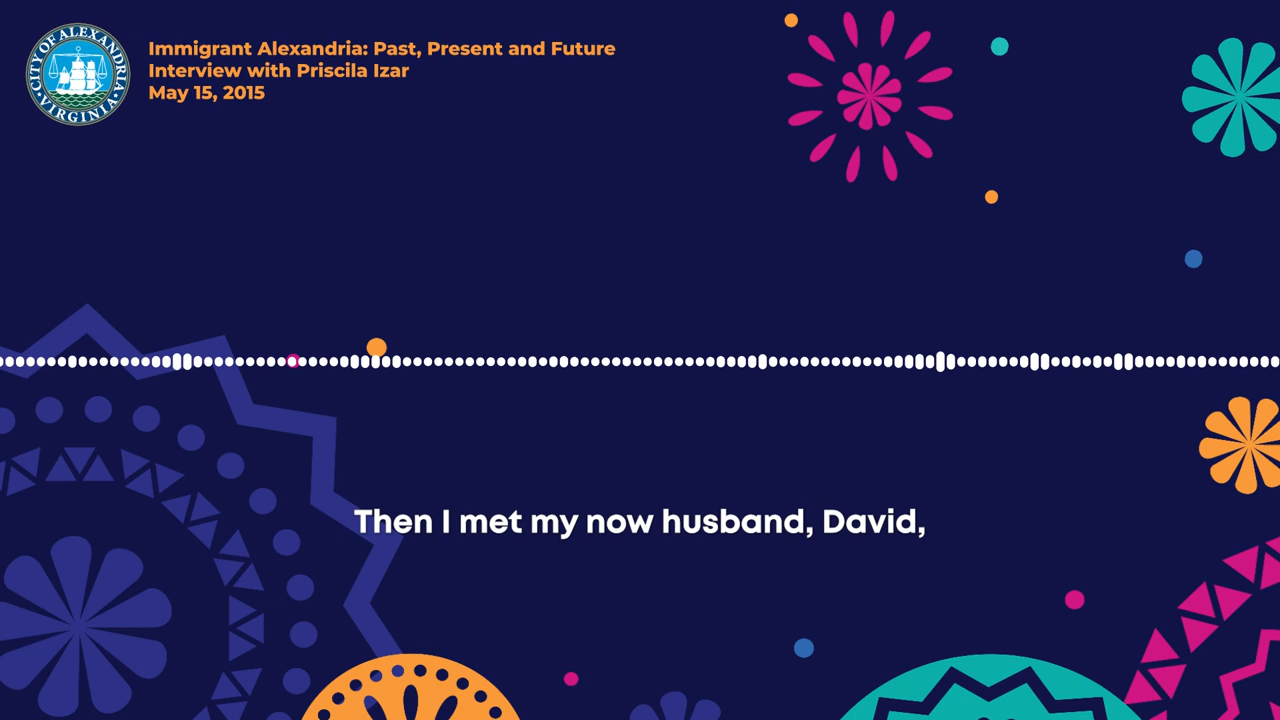 CITY OF ALEXANDRIA
VIRGINIA
Immigrant Alexandria: Past, Present and Future
Interview with Priscila Izar
May 15, 2015
Then I met my now husband, David,